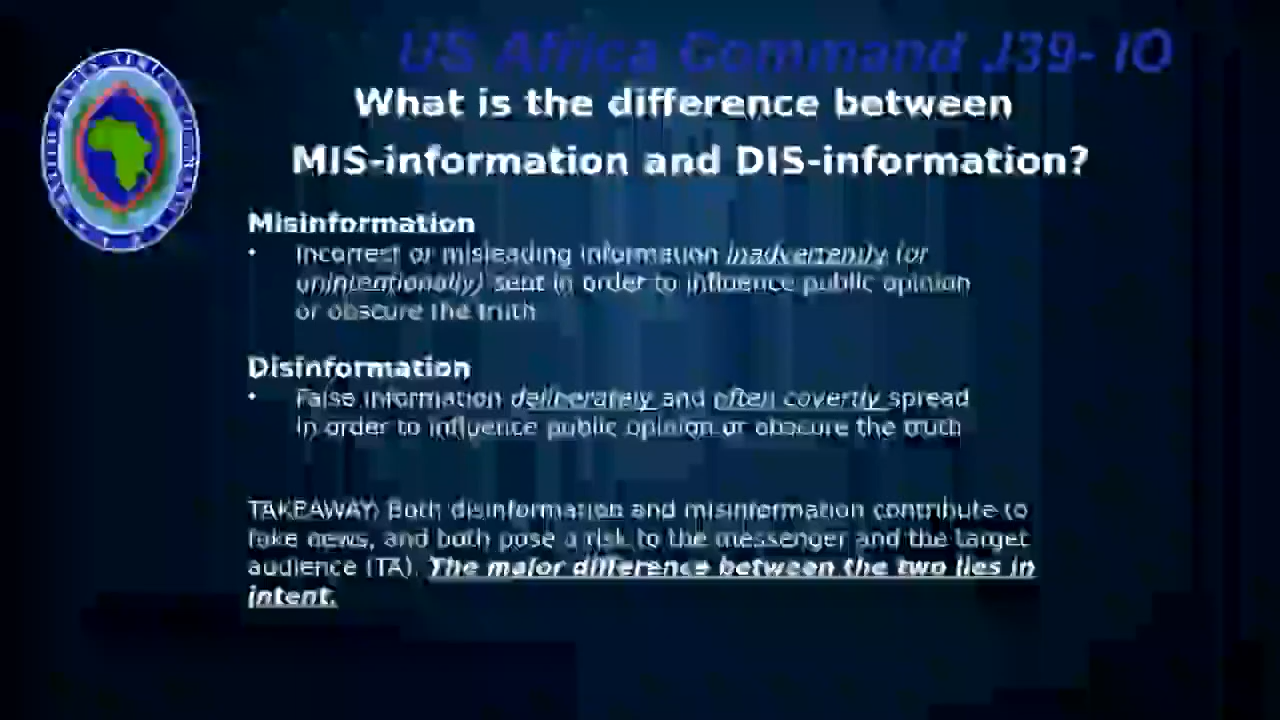 US Africa Command J39- IO
What is the difference between
MIS-information and DIS-information?
Misinformation
• Incorrect or misleading information inadvertently (or
unintentionally) sent in order to influence public opinion
or obscure the truth
Disinformation
• False information deliberately and often covertly spread
in order to influence public opinion or obscure the truth
TAKEAWAY: Both disinformation and misinformation contribute to
fake news, and both pose a risk to the messenger and the target
audience (TA). The major difference between the two lies in
intent.